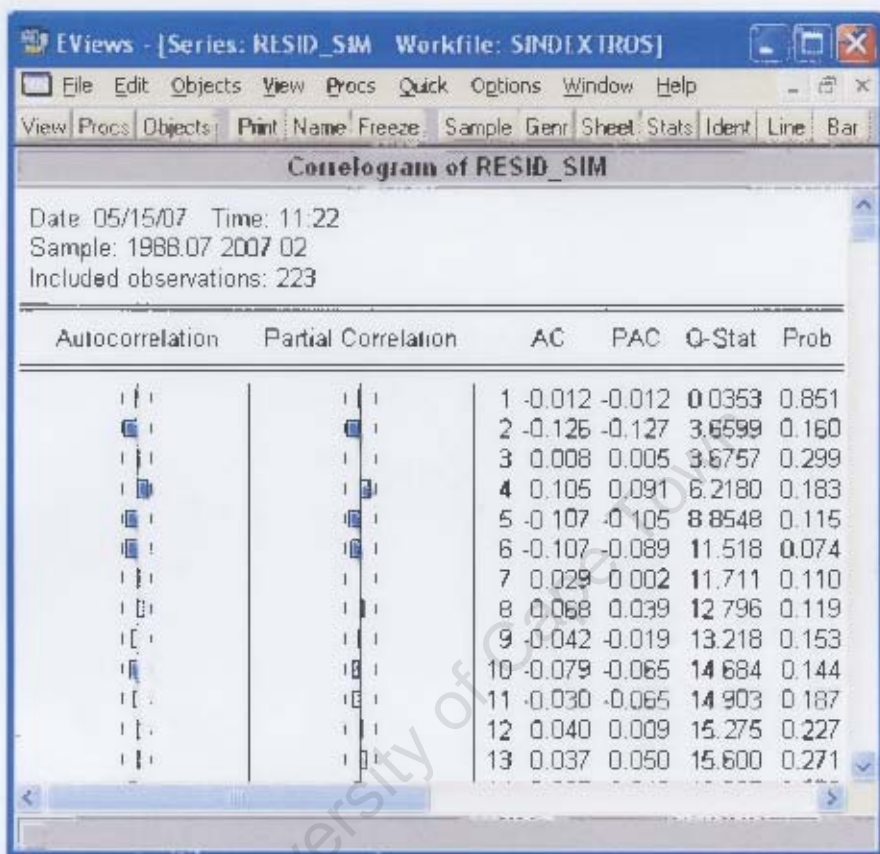 EViews - [Series: RESID_SIM Workfile: SINDEXTROS]
File Edit Objects View Procs Quick Options Window Help
View Procs Objects Print Name Freeze Sample Genr Sheet Stats Ident Line Bar
Correlogram of RESID_SIM
Date: 05/15/07 Time: 11:22
Sample: 1988:07 2007:02
Included observations: 223
Autocorrelation Partial Correlation AC PAC Q-Stat Prob
1 -0.012 -0.012 0.0353 0.851
2 -0.126 -0.127 3.6599 0.160
3 0.008 0.005 3.6757 0.299
4 0.105 0.091 6.2180 0.183
5 -0.107 -0.105 8.8548 0.115
6 -0.107 -0.089 11.518 0.074
7 0.029 0.002 11.711 0.110
8 0.068 0.039 12.796 0.119
9 -0.042 -0.019 13.218 0.153
10 -0.079 -0.065 14.684 0.144
11 -0.030 -0.065 14.903 0.187
12 0.040 0.009 15.275 0.227
13 0.037 0.050 15.600 0.271
University of Cape Town